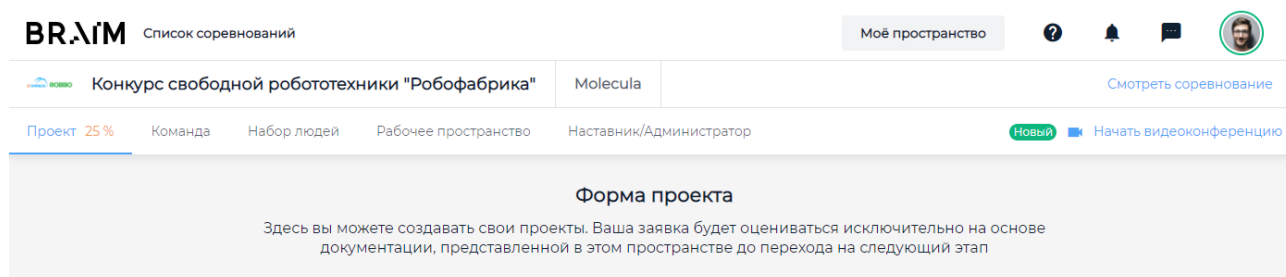 BRAIM Список соревнований Моё пространство
ROBBO Конкурс свободной робототехники "Робофабрика" Molecula Смотреть соревнование
Проект 25 % Команда Набор людей Рабочее пространство Наставник/Администратор Новый Начать видеоконференцию
Форма проекта
Здесь вы можете создавать свои проекты. Ваша заявка будет оцениваться исключительно на основе
документации, представленной в этом пространстве до перехода на следующий этап